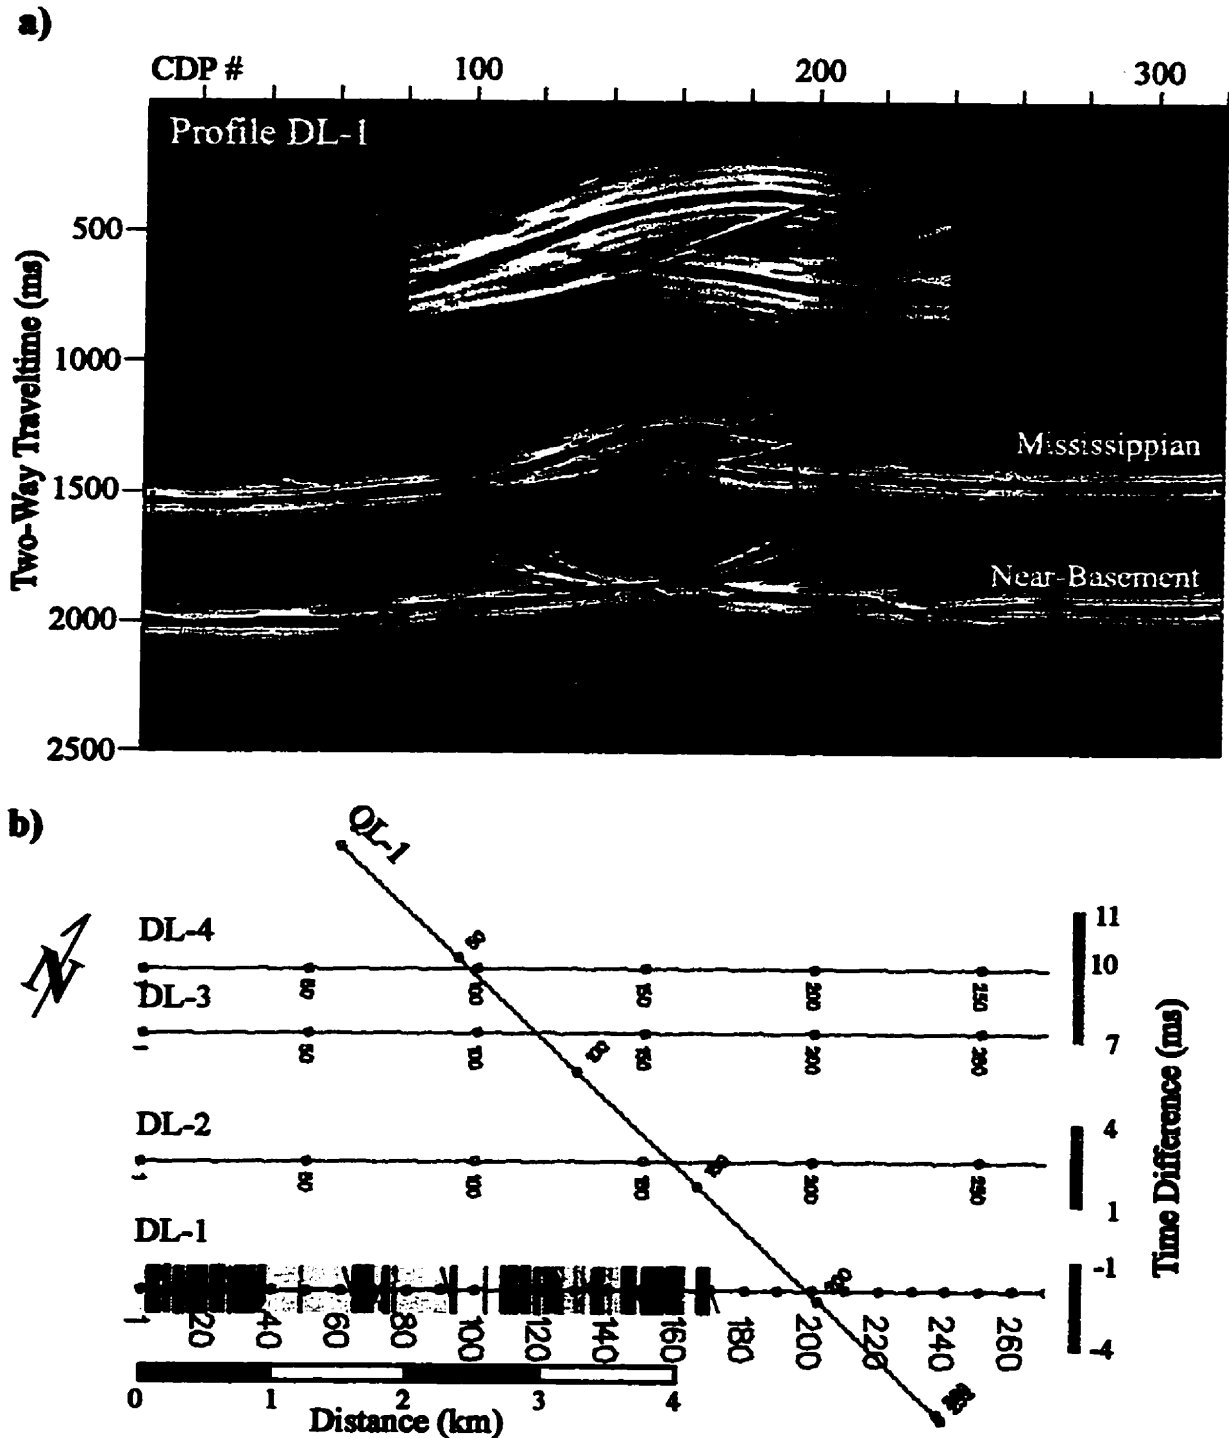 a)
CDP # 100 200 300
Profile DL-1
500
1000
1500
2000
2500
Two-Way Traveltime (ms)
Mississippian
Near-Basement
b)
QL-1
N
DL-4
1 50 100 150 200 250
DL-3
1 50 100 150 200 250
DL-2
1 50 100 150 200 250
DL-1
1 20 40 60 80 100 120 140 160 180 200 220 240 260
0 1 2 3 4
Distance (km)
11
10
7
4
1
-1
-4
Time Difference (ms)